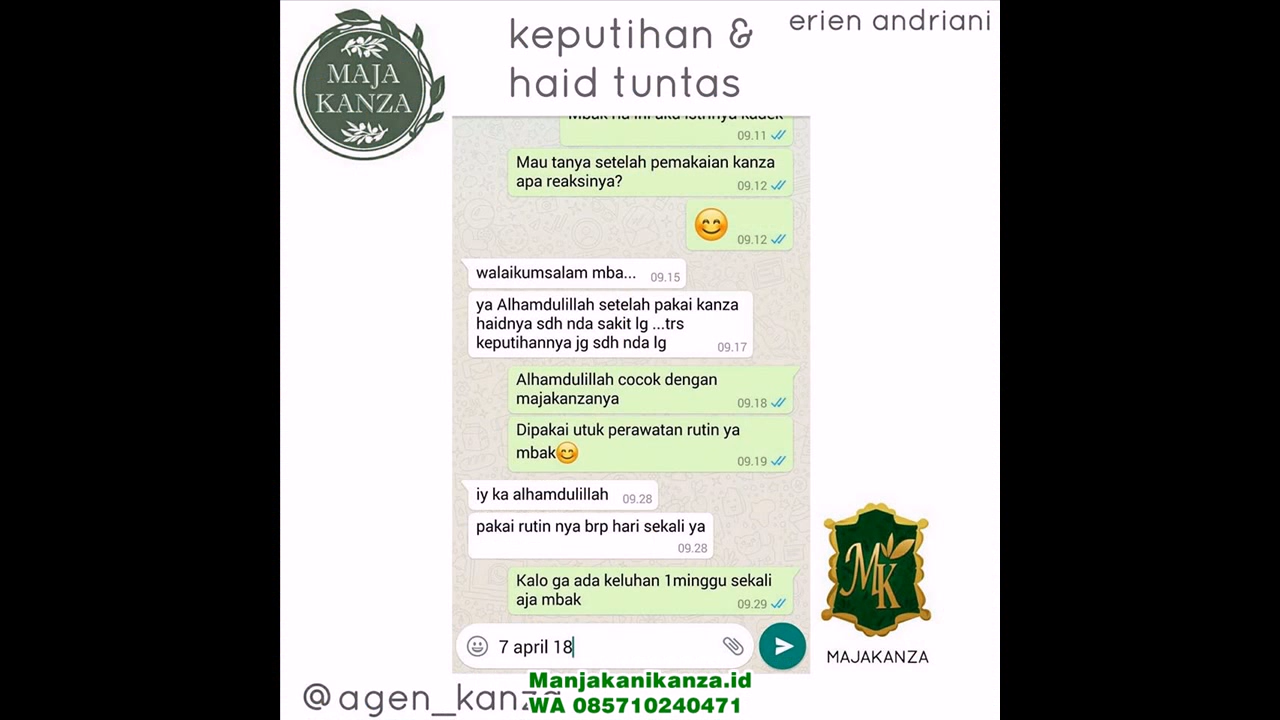 MAJA
KANZA
keputihan &
haid tuntas
erien andriani
09.11
Mau tanya setelah pemakaian kanza
apa reaksinya?
09.12
09.12
walaikumsalam mba...
09.15
ya Alhamdulillah setelah pakai kanza
haidnya sdh nda sakit lg ...trs
keputihannya jg sdh nda lg
09.17
Alhamdulillah cocok dengan
majakanzanya
09.18
Dipakai utuk perawatan rutin ya
mbak😊
09.19
iy ka alhamdulillah
09.28
pakai rutin nya brp hari sekali ya
09.28
Kalo ga ada keluhan 1minggu sekali
aja mbak
09.29
7 april 18
MK
MAJAKANZA
@agen_kanza
Manjakanikanza.id
WA 085710240471